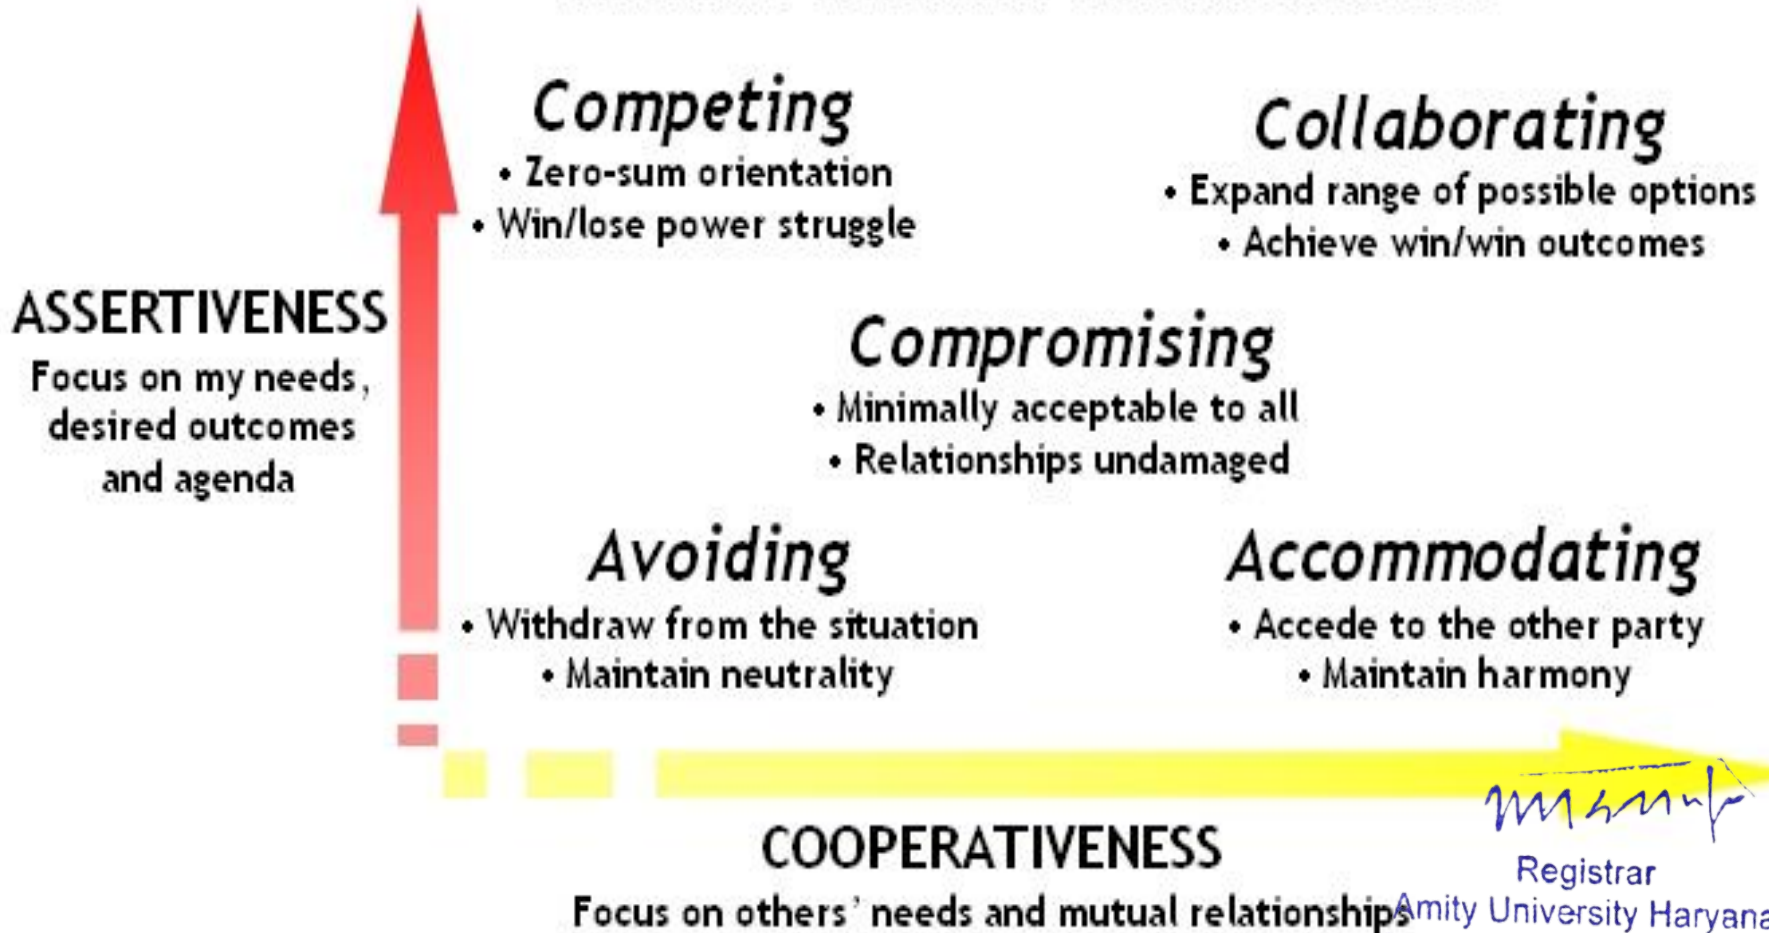 Competing
• Zero-sum orientation
• Win/lose power struggle
Collaborating
• Expand range of possible options
• Achieve win/win outcomes
ASSERTIVENESS
Focus on my needs,
desired outcomes
and agenda
Compromising
• Minimally acceptable to all
• Relationships undamaged
Avoiding
• Withdraw from the situation
• Maintain neutrality
Accommodating
• Accede to the other party
• Maintain harmony
COOPERATIVENESS
Focus on others' needs and mutual relationships
Registrar
Amity University Haryana